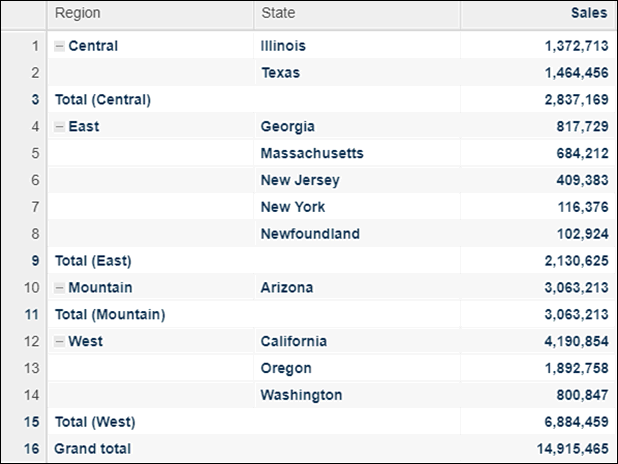 Region State Sales
1 − Central Illinois 1,372,713
2 Texas 1,464,456
3 Total (Central) 2,837,169
4 − East Georgia 817,729
5 Massachusetts 684,212
6 New Jersey 409,383
7 New York 116,376
8 Newfoundland 102,924
9 Total (East) 2,130,625
10 − Mountain Arizona 3,063,213
11 Total (Mountain) 3,063,213
12 − West California 4,190,854
13 Oregon 1,892,758
14 Washington 800,847
15 Total (West) 6,884,459
16 Grand total 14,915,465